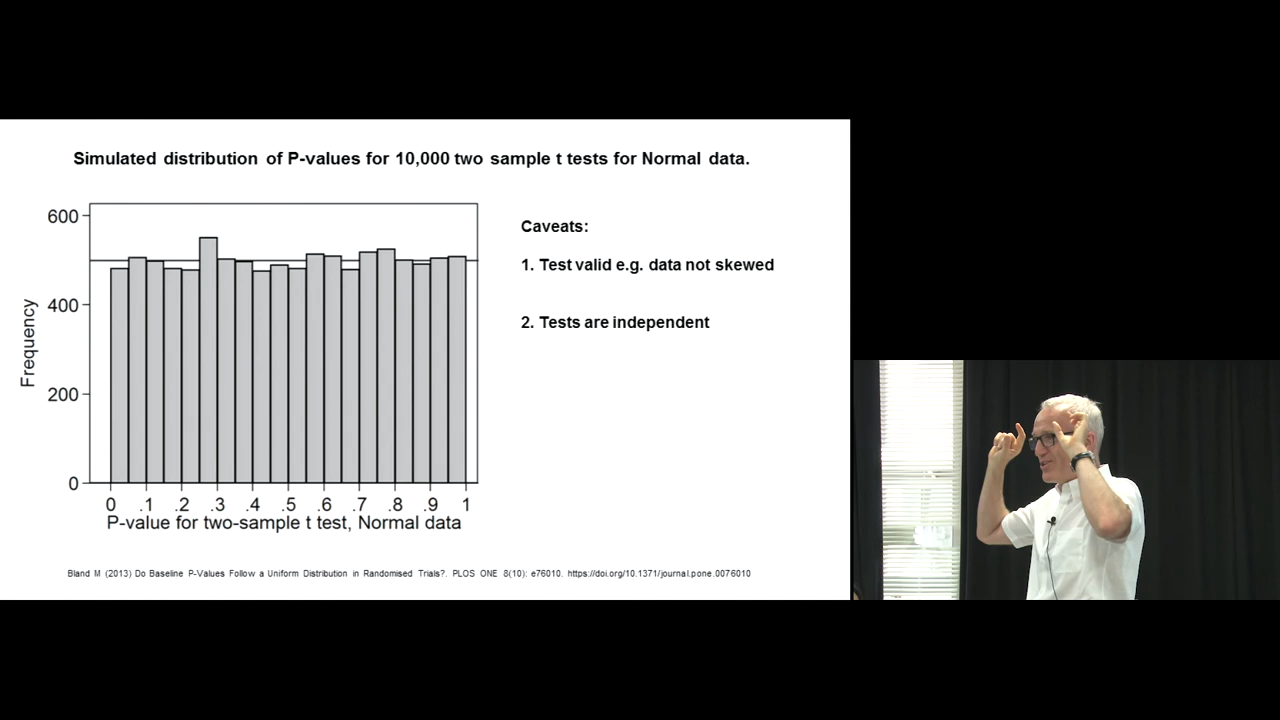 Simulated distribution of P-values for 10,000 two sample t tests for Normal data.
600
400
200
0
Frequency
0 .1 .2 .3 .4 .5 .6 .7 .8 .9 1
P-value for two-sample t test, Normal data
Caveats:
1. Test valid e.g. data not skewed
2. Tests are independent
Bland M (2013) Do Baseline P-Values Follow a Uniform Distribution in Randomised Trials?. PLOS ONE 8(10): e76010. https://doi.org/10.1371/journal.pone.0076010